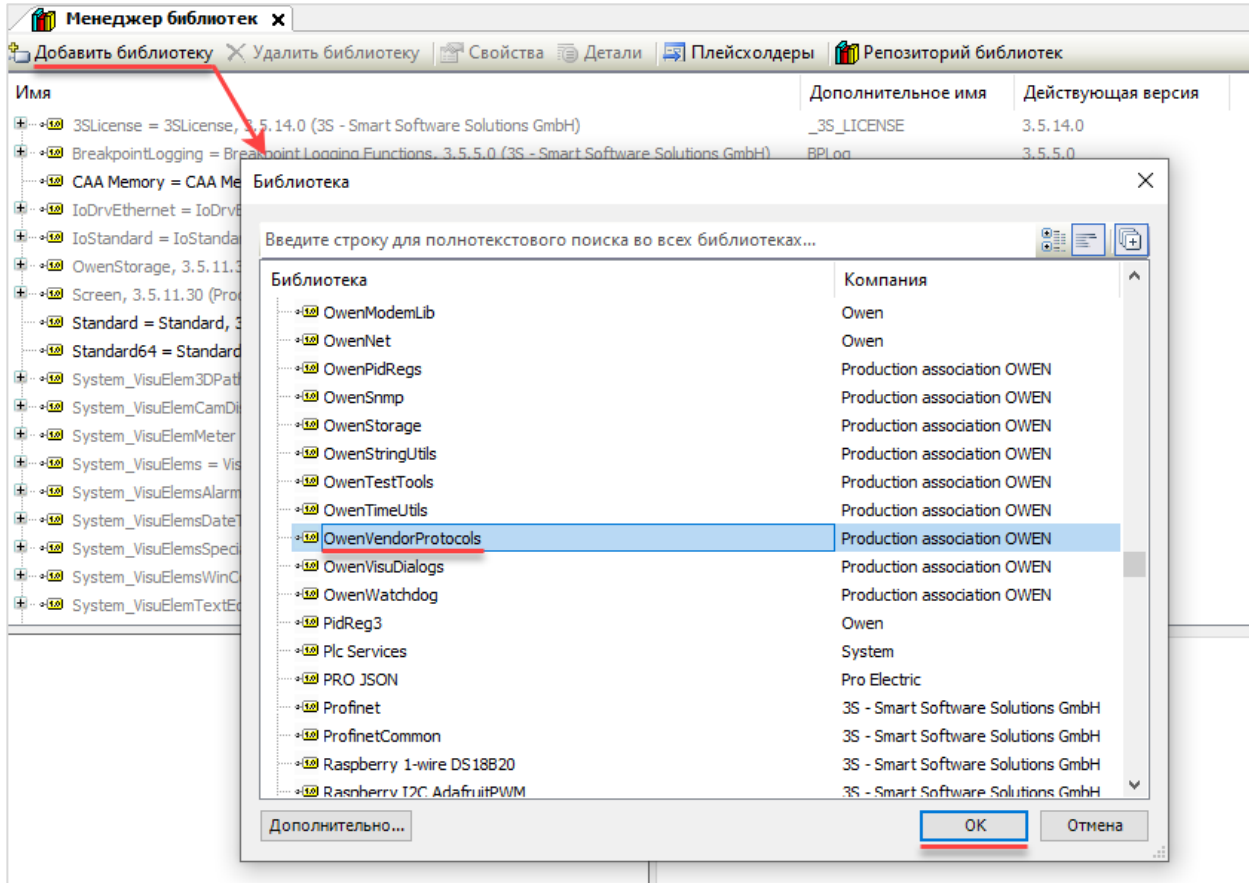 Менеджер библиотек
Добавить библиотеку Удалить библиотеку Свойства Детали Плейсхолдеры Репозиторий библиотек
Имя Дополнительное имя Действующая версия
3SLicense = 3SLicense, 3.5.14.0 (3S - Smart Software Solutions GmbH) _3S_LICENSE 3.5.14.0
BreakpointLogging = Breakpoint Logging Functions, 3.5.5.0 (3S - Smart Software Solutions GmbH) BPLog 3.5.5.0
CAA Memory = CAA Me
IoDrvEthernet = IoDrvE
IoStandard = IoStanda
OwenStorage, 3.5.11.3
Screen, 3.5.11.30 (Pro
Standard = Standard, 3
Standard64 = Standard
System_VisuElem3DPat
System_VisuElemCamDi
System_VisuElemMeter
System_VisuElems = Vis
System_VisuElemsAlarm
System_VisuElemsDateT
System_VisuElemsSpeci
System_VisuElemsWinC
System_VisuElemTextEd
Библиотека
Введите строку для полнотекстового поиска во всех библиотеках...
Библиотека Компания
OwenModemLib Owen
OwenNet Owen
OwenPidRegs Production association OWEN
OwenSnmp Production association OWEN
OwenStorage Production association OWEN
OwenStringUtils Production association OWEN
OwenTestTools Production association OWEN
OwenTimeUtils Production association OWEN
OwenVendorProtocols Production association OWEN
OwenVisuDialogs Production association OWEN
OwenWatchdog Production association OWEN
PidReg3 Owen
Plc Services System
PRO JSON Pro Electric
Profinet 3S - Smart Software Solutions GmbH
ProfinetCommon 3S - Smart Software Solutions GmbH
Raspberry 1-wire DS18B20 3S - Smart Software Solutions GmbH
Raspberry I2C AdafruitPWM 3S - Smart Software Solutions GmbH
Дополнительно... OK Отмена